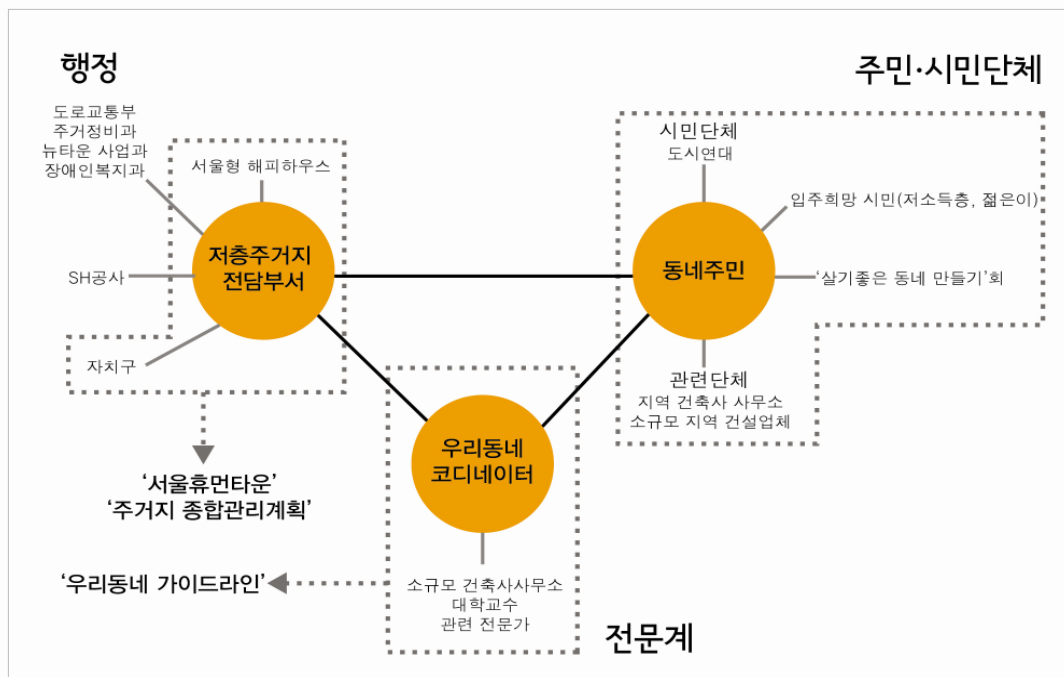 행정
도로교통부
주거정비과
뉴타운 사업과
장애인복지과
서울형 해피하우스
저층주거지
전담부서
SH공사
자치구
‘서울휴먼타운’
‘주거지 종합관리계획’
주민·시민단체
시민단체
도시연대
입주희망 시민(저소득층, 젊은이)
동네주민
‘살기좋은 동네 만들기’회
관련단체
지역 건축사 사무소
소규모 지역 건설업체
우리동네
코디네이터
‘우리동네 가이드라인’
소규모 건축사사무소
대학교수
관련 전문가
전문계